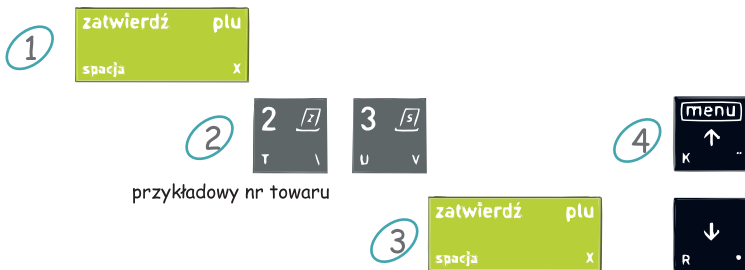 1
zatwierdź plu
spacja X
2
2 Z
T \
3 S
U V
przykładowy nr towaru
3
zatwierdź plu
spacja X
4
menu
↑
K ¨
↓
R •